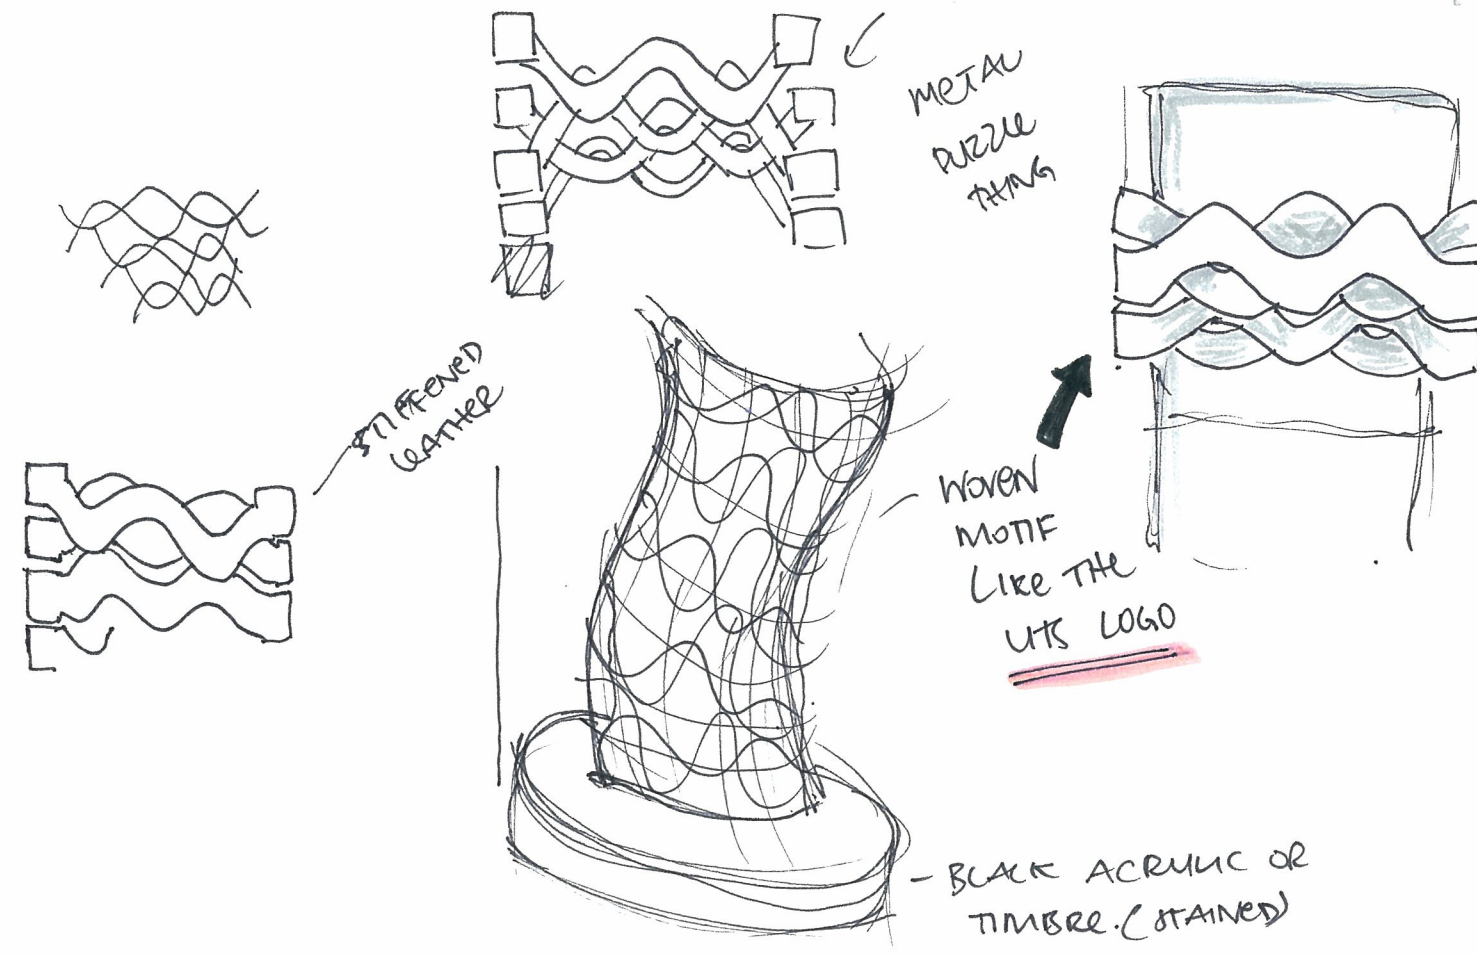 METAL
PUZZLE
THING
STIFFENED
LEATHER
WOVEN
MOTIF
LIKE THE
UTS LOGO
- BLACK ACRYLIC OR
TIMBRE. (STAINED)